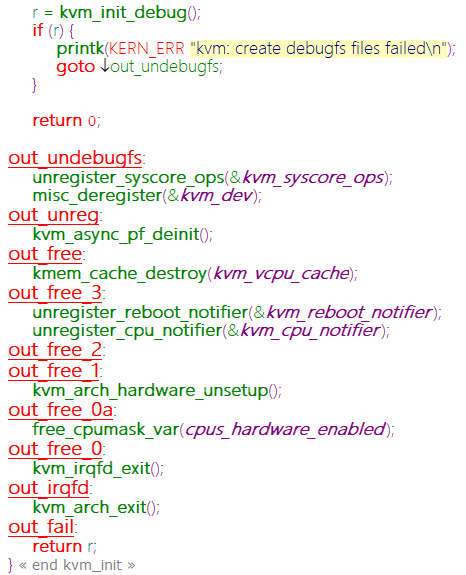 r = kvm_init_debug();
if (r) {
printk(KERN_ERR "kvm: create debugfs files failed\n");
goto ↓out_undebugfs;
}
return 0;
out_undebugfs:
unregister_syscore_ops(&kvm_syscore_ops);
misc_deregister(&kvm_dev);
out_unreg:
kvm_async_pf_deinit();
out_free:
kmem_cache_destroy(kvm_vcpu_cache);
out_free_3:
unregister_reboot_notifier(&kvm_reboot_notifier);
unregister_cpu_notifier(&kvm_cpu_notifier);
out_free_2:
out_free_1:
kvm_arch_hardware_unsetup();
out_free_0a:
free_cpumask_var(cpus_hardware_enabled);
out_free_0:
kvm_irqfd_exit();
out_irqfd:
kvm_arch_exit();
out_fail:
return r;
} « end kvm_init »